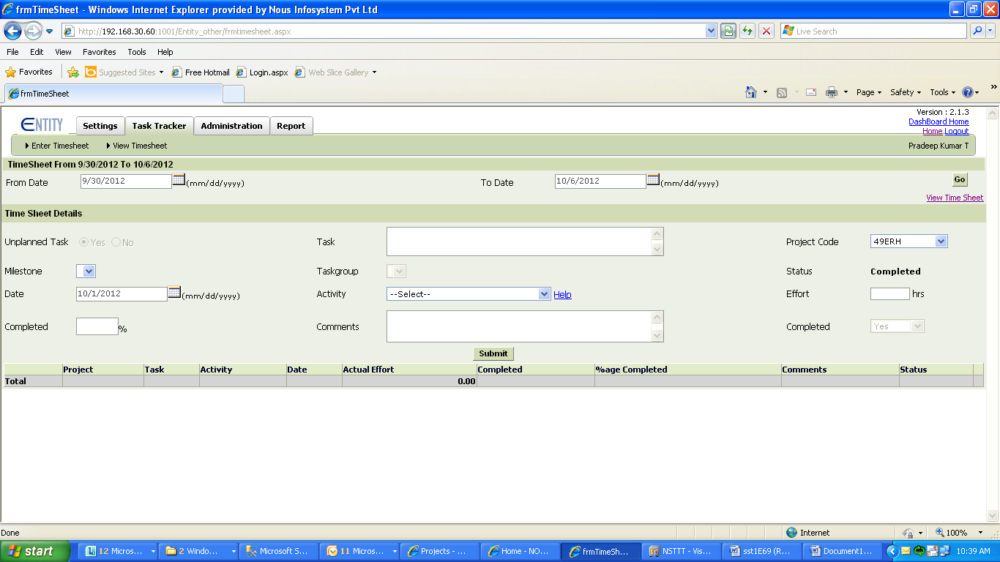 frmTimeSheet - Windows Internet Explorer provided by Nous Infosystem Pvt Ltd
http://192.168.30.60:1001/Entity_other/frmtimesheet.aspx
Live Search
File Edit View Favorites Tools Help
Favorites Suggested Sites Free Hotmail Login.aspx Web Slice Gallery
frmTimeSheet
Page Safety Tools
Version : 2.1.3
DashBoard Home
Home Logout
ENTITY Settings Task Tracker Administration Report
Enter Timesheet View Timesheet Pradeep Kumar T
TimeSheet From 9/30/2012 To 10/6/2012
From Date 9/30/2012 (mm/dd/yyyy) To Date 10/6/2012 (mm/dd/yyyy) Go
View Time Sheet
Time Sheet Details
Unplanned Task Yes No Task Project Code 49ERH
Milestone Taskgroup Status Completed
Date 10/1/2012 (mm/dd/yyyy) Activity --Select-- Help Effort hrs
Completed % Comments Completed Yes
Submit
Project Task Activity Date Actual Effort Completed %age Completed Comments Status
Total 0.00
Done Internet 100%
start 12 Micros... 2 Windo... Microsoft S... 11 Micros... Projects - ... Home - NO... frmTimeSh... NSTTT - Vis... sst1E69 (R... Document1... 10:39 AM